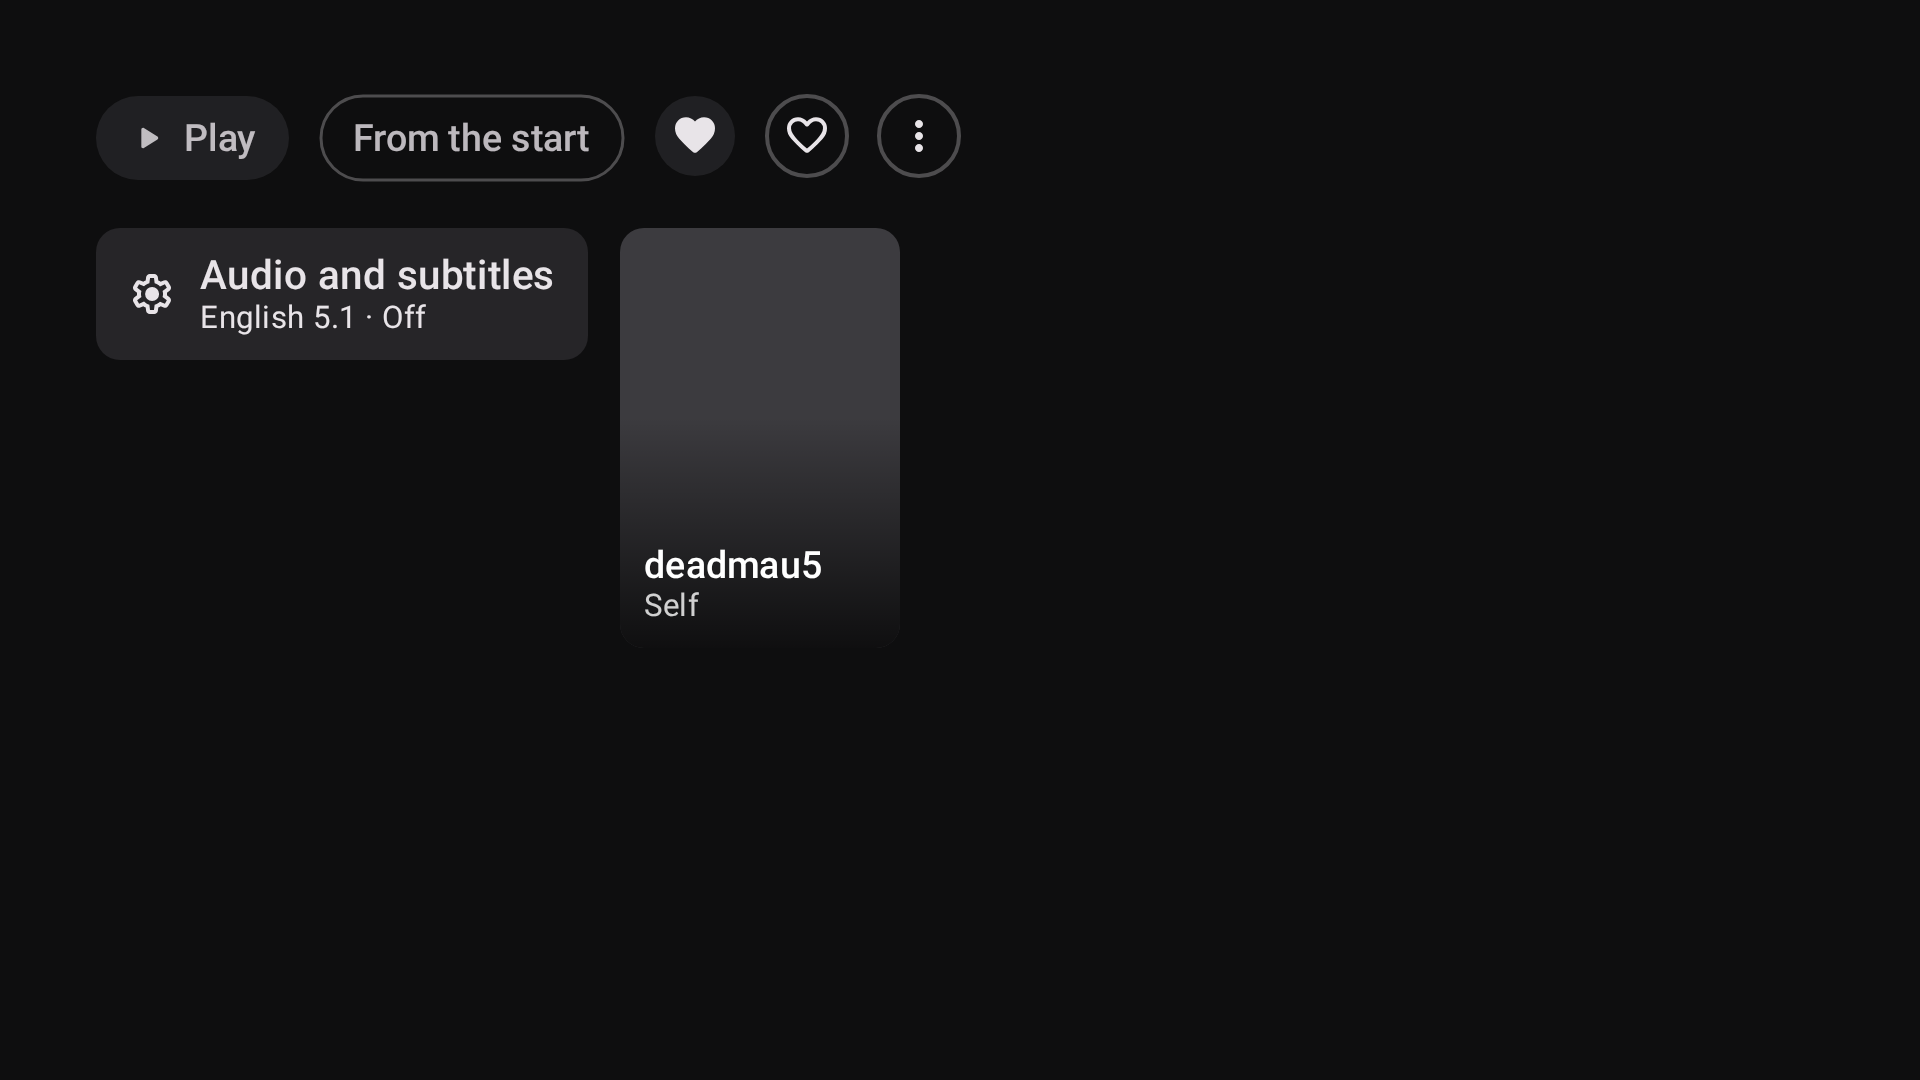 Play
From the start
Audio and subtitles
English 5.1 · Off
deadmau5
Self